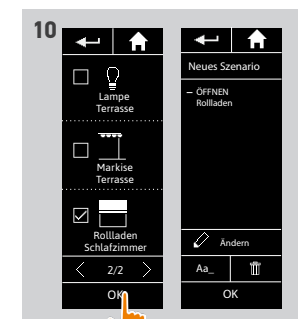 10
Lampe
Terrasse
Markise
Terrasse
Rollladen
Schlafzimmer
2/2
OK
Neues Szenario
– ÖFFNEN
Rollladen
Ändern
Aa_
OK